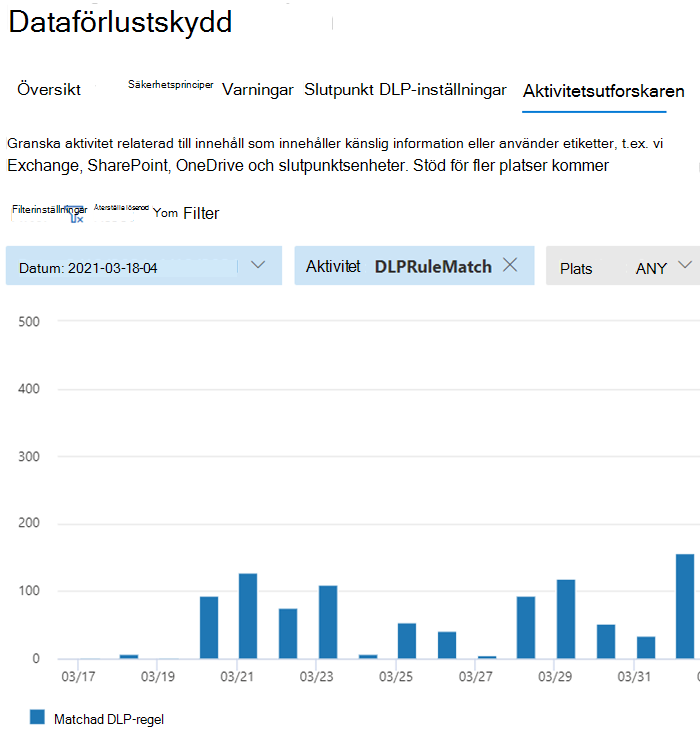 Dataförlustskydd
Översikt Säkerhetsprinciper Varningar Slutpunkt DLP-inställningar Aktivitetsutforskaren
Granska aktivitet relaterad till innehåll som innehåller känslig information eller använder etiketter, t.ex. vi
Exchange, SharePoint, OneDrive och slutpunktsenheter. Stöd för fler platser kommer
Filterinställningar Återställa lösenod Yom Filter
Datum: 2021-03-18-04 Aktivitet DLPRuleMatch Plats ANY
500
400
300
200
100
0
03/17 03/19 03/21 03/23 03/25 03/27 03/29 03/31
Matchad DLP-regel